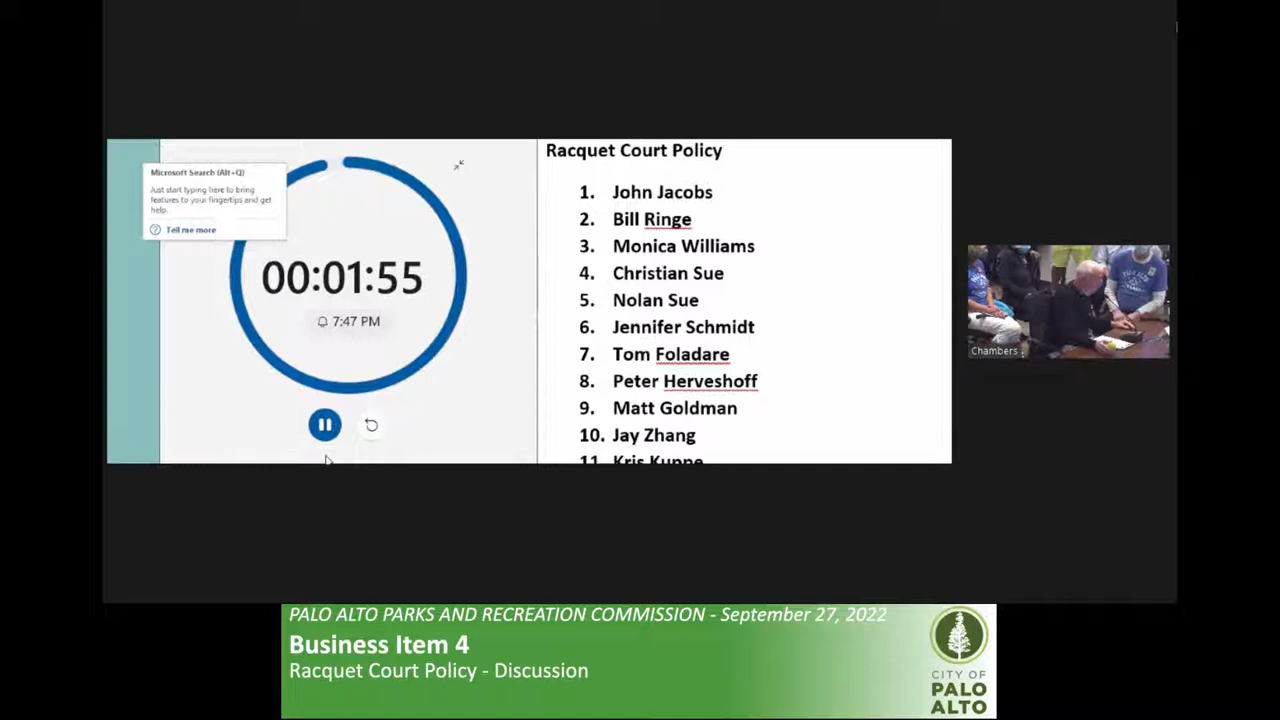 Microsoft Search (Alt+Q)
Just start typing here to bring
features to your fingertips and get
help.
Tell me more
00:01:55
7:47 PM
Racquet Court Policy
1. John Jacobs
2. Bill Ringe
3. Monica Williams
4. Christian Sue
5. Nolan Sue
6. Jennifer Schmidt
7. Tom Foladare
8. Peter Herveshoff
9. Matt Goldman
10. Jay Zhang
11 Kris
Chambers
PALO ALTO PARKS AND RECREATION COMMISSION - September 27, 2022
Business Item 4
Racquet Court Policy - Discussion
CITY OF
PALO
ALTO